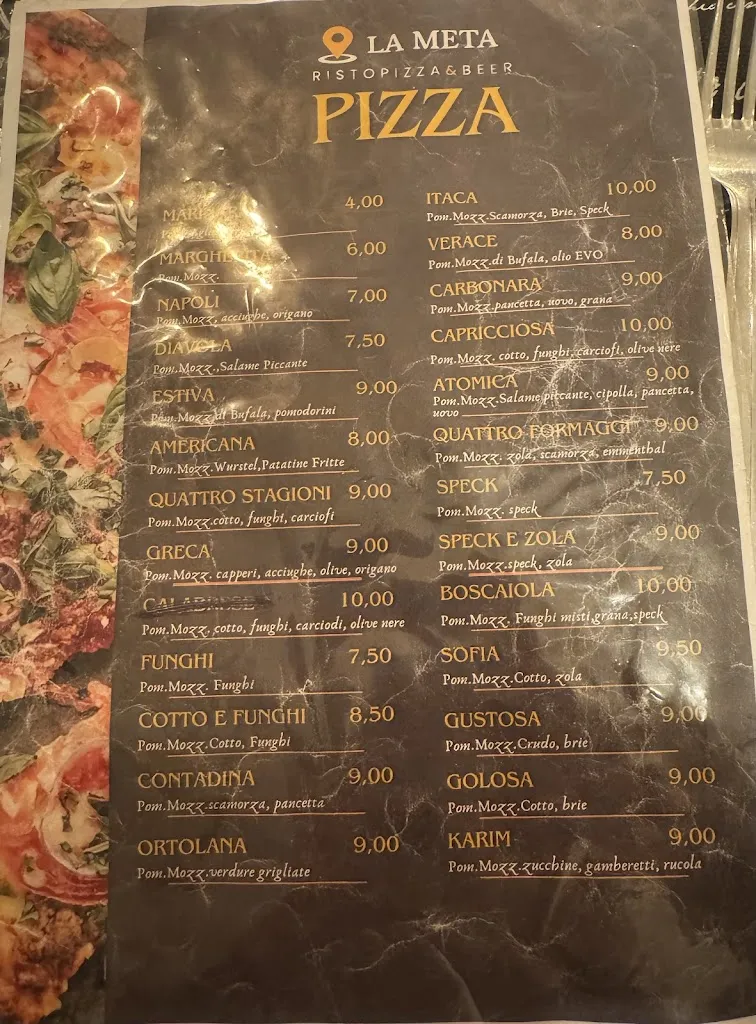 LA META
RISTOPIZZA&BEER
PIZZA
4,00
MARGHERITA 6,00
Pom.Mozz.
NAPOLI 7,00
Pom.Mozz, acciughe, origano
DIAVOLA 7,50
Pom.Mozz.,Salame Piccante
ESTIVA 9,00
Pom.Mozz.di Bufala, pomodorini
AMERICANA 8,00
Pom.Mozz.Wurstel,Patatine Fritte
QUATTRO STAGIONI 9,00
Pom.Mozz.cotto, funghi, carciofi
GRECA 9,00
Pom.Mozz. capperi, acciughe, olive, origano
10,00
Pom.Mozz. cotto, funghi, carciodi, olive nere
FUNGHI 7,50
Pom.Mozz. Funghi
COTTO E FUNGHI 8,50
Pom.Mozz.Cotto, Funghi
CONTADINA 9,00
Pom.Mozz.scamorza, pancetta
ORTOLANA 9,00
Pom.Mozz.verdure grigliate
ITACA 10,00
Pom.Mozz.Scamorza, Brie, Speck
VERACE 8,00
Pom.Mozz.di Bufala, olio EVO
CARBONARA 9,00
Pom.Mozz.pancetta, uovo, grana
CAPRICCIOSA 10,00
Pom.Mozz. cotto, funghi,carciofi, olive nere
ATOMICA 9,00
Pom.Mozz.Salame piccante, cipolla, pancetta,
uovo
QUATTRO FORMAGGI 9,00
Pom.Mozz. zola, scamorza, emmenthal
SPECK 7,50
Pom.Mozz. speck
SPECK E ZOLA 9,00
Pom.Mozz.speck, zola
BOSCAIOLA 10,00
Pom.Mozz. Funghi misti,grana,speck
SOFIA 9,50
Pom.Mozz.Cotto, zola
GUSTOSA 9,00
Pom.Mozz.Crudo, brie
GOLOSA 9,00
Pom.Mozz.Cotto, brie
KARIM 9,00
Pom.Mozz.zucchine, gamberetti, rucola